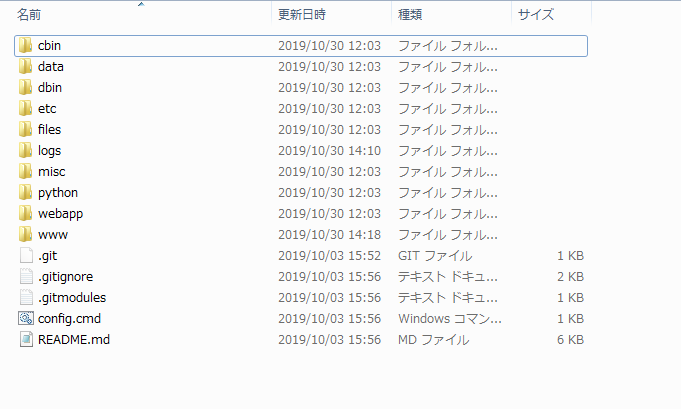 名前 更新日時 種類 サイズ
cbin 2019/10/30 12:03 ファイル フォル...
data 2019/10/30 12:03 ファイル フォル...
dbin 2019/10/30 12:03 ファイル フォル...
etc 2019/10/30 12:03 ファイル フォル...
files 2019/10/30 12:03 ファイル フォル...
logs 2019/10/30 14:10 ファイル フォル...
misc 2019/10/30 12:03 ファイル フォル...
python 2019/10/30 12:03 ファイル フォル...
webapp 2019/10/30 12:03 ファイル フォル...
www 2019/10/30 14:18 ファイル フォル...
.git 2019/10/03 15:52 GIT ファイル 1 KB
.gitignore 2019/10/03 15:56 テキスト ドキュ... 2 KB
.gitmodules 2019/10/03 15:56 テキスト ドキュ... 1 KB
config.cmd 2019/10/03 15:56 Windows コマン... 1 KB
README.md 2019/10/03 15:56 MD ファイル 6 KB